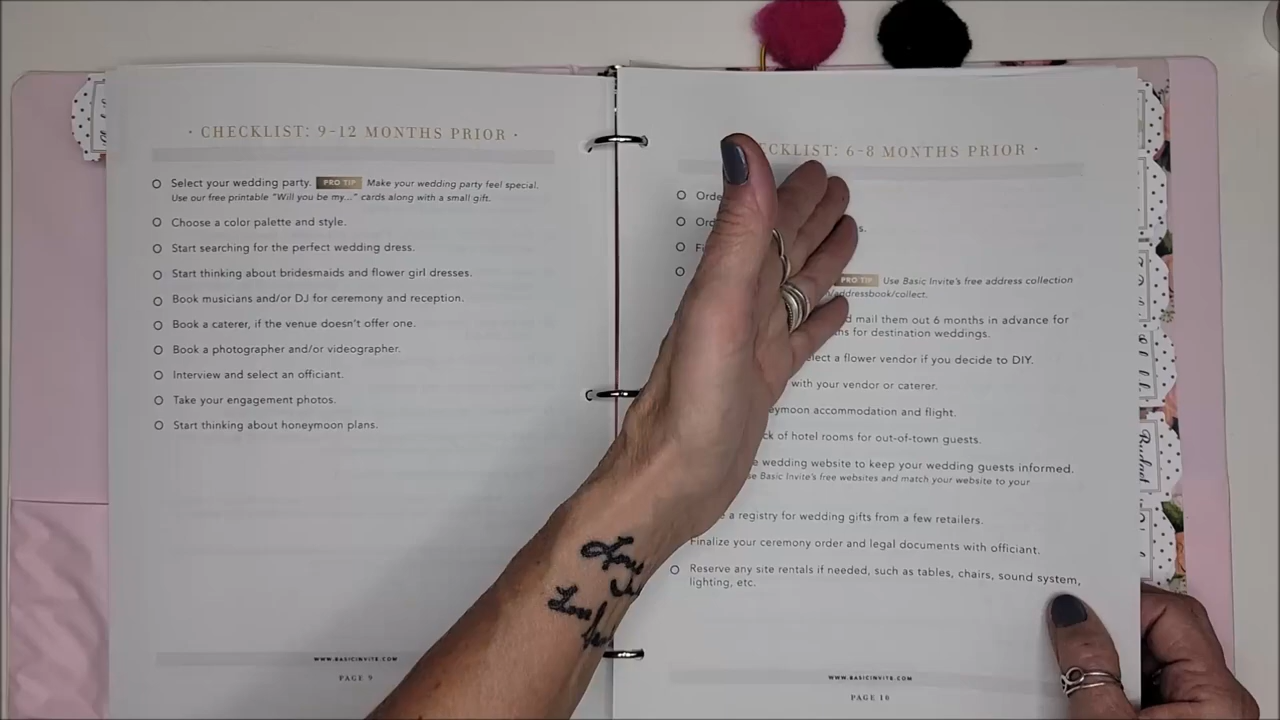 · CHECKLIST: 9-12 MONTHS PRIOR ·
Select your wedding party. PRO TIP Make your wedding party feel special.
Use our free printable "Will you be my..." cards along with a small gift.
Choose a color palette and style.
Start searching for the perfect wedding dress.
Start thinking about bridesmaids and flower girl dresses.
Book musicians and/or DJ for ceremony and reception.
Book a caterer, if the venue doesn't offer one.
Book a photographer and/or videographer.
Interview and select an officiant.
Take your engagement photos.
Start thinking about honeymoon plans.
WWW.BASICINVITE.COM
PAGE 9
6-8 MONTHS PRIOR ·
PRO TIP Use Basic Invite's free address collection
mail them out 6 months in advance for
for destination weddings.
flower vendor if you decide to DIY.
with your vendor or caterer.
accommodation and flight.
of hotel rooms for out-of-town guests.
wedding website to keep your wedding guests informed.
Basic Invite's free websites and match your website to your
a registry for wedding gifts from a few retailers.
Finalize your ceremony order and legal documents with officiant.
Reserve any site rentals if needed, such as tables, chairs, sound system,
lighting, etc.
WWW.BASICINVITE.COM
PAGE 10
Budget
Love
Love